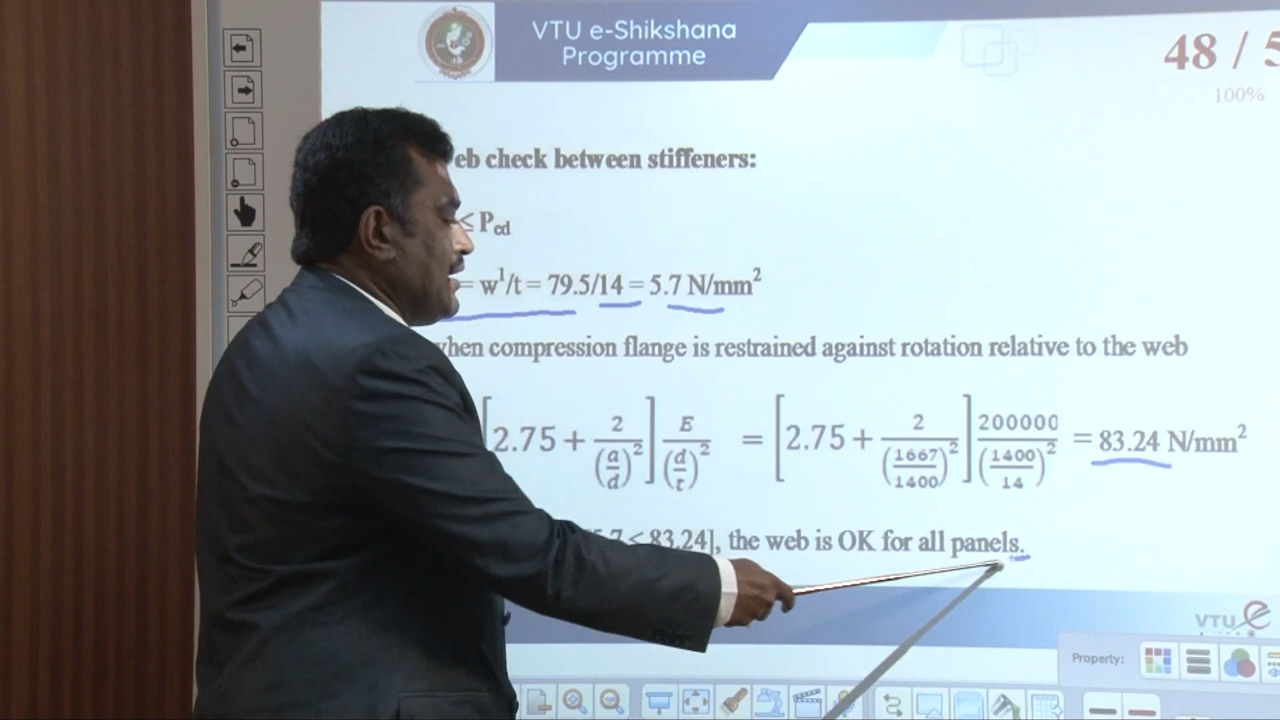 VTU e-Shikshana
Programme
48 / 5
100%
eb check between stiffeners:
≤ Pcd
= w¹/t = 79.5/14 = 5.7 N/mm²
when compression flange is restrained against rotation relative to the web
[2.75 + 2/(a/d)²] E/(d/t)² = [2.75 + 2/(1667/1400)²] 200000/(1400/14)² = 83.24 N/mm²
[5.7 < 83.24], the web is OK for all panels.
VTU e
Property: